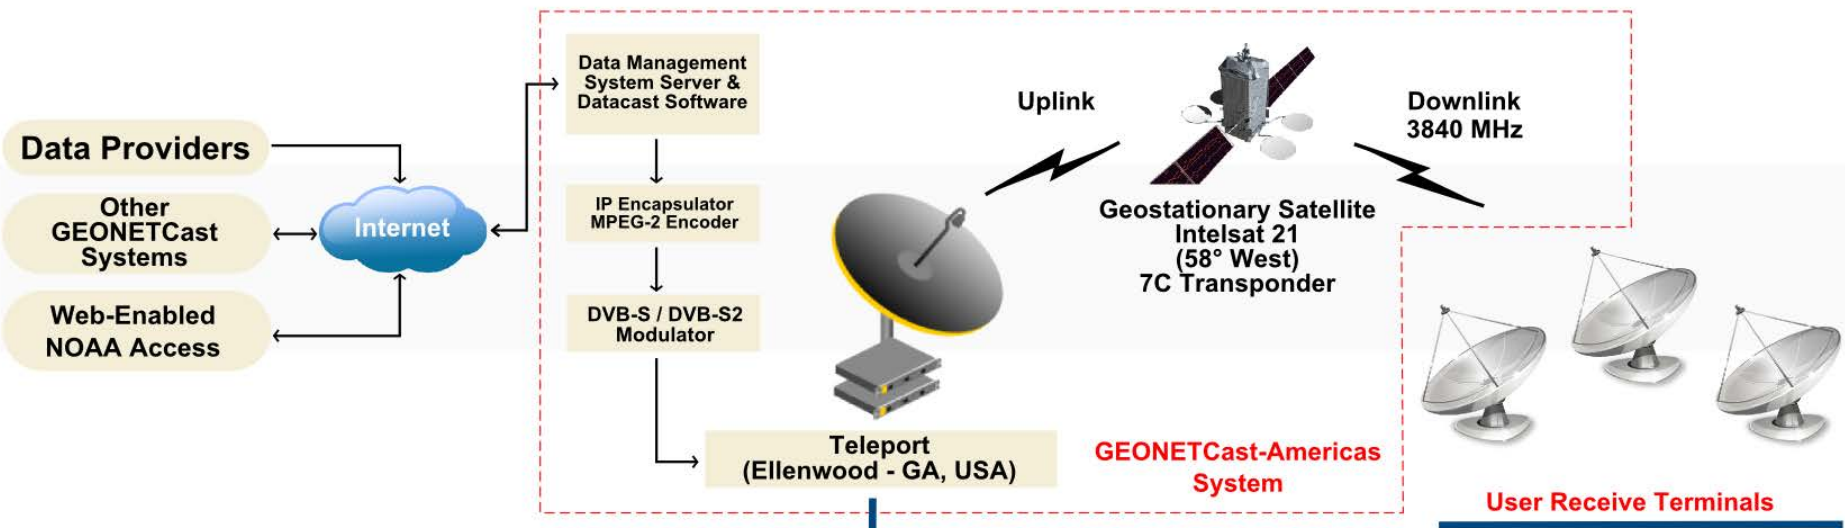 Data Providers
Other
GEONETCast
Systems
Web-Enabled
NOAA Access
Internet
Data Management
System Server &
Datacast Software
IP Encapsulator
MPEG-2 Encoder
DVB-S / DVB-S2
Modulator
Teleport
(Ellenwood - GA, USA)
Uplink
Downlink
3840 MHz
Geostationary Satellite
Intelsat 21
(58° West)
7C Transponder
GEONETCast-Americas
System
User Receive Terminals